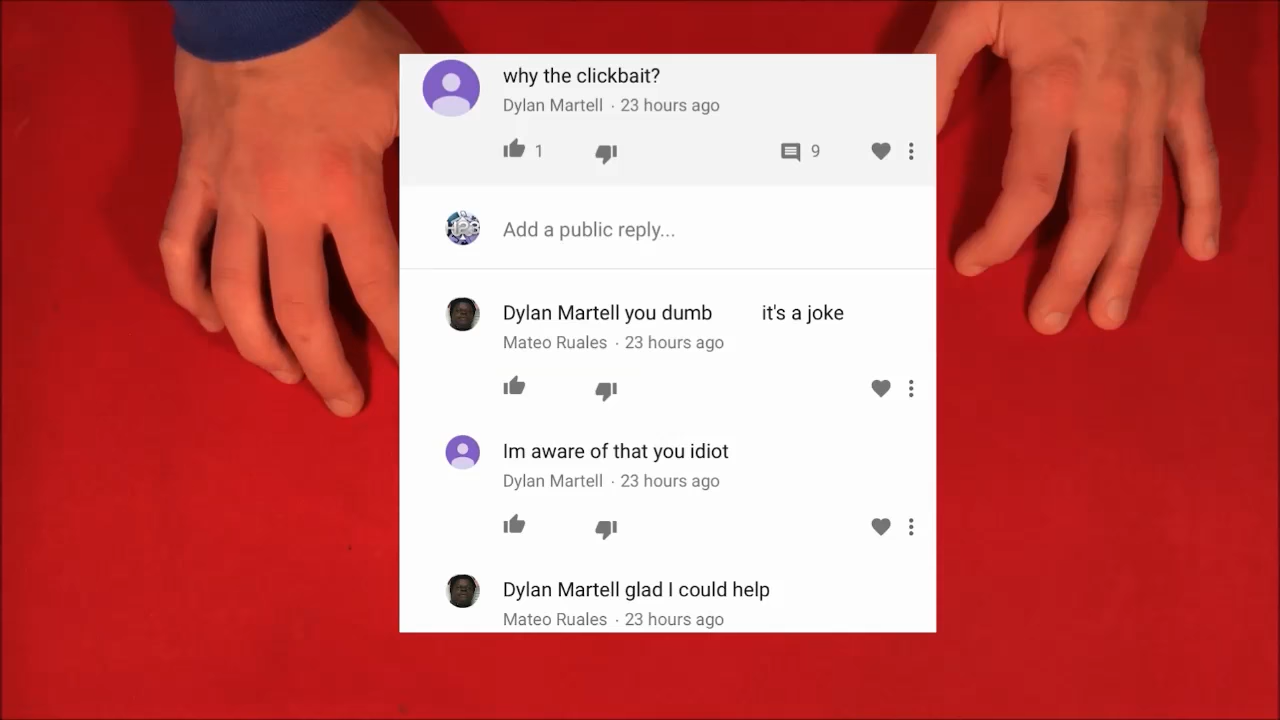 why the clickbait?
Dylan Martell · 23 hours ago
1
9
Add a public reply...
Dylan Martell you dumb it's a joke
Mateo Ruales · 23 hours ago
Im aware of that you idiot
Dylan Martell · 23 hours ago
Dylan Martell glad I could help
Mateo Ruales · 23 hours ago